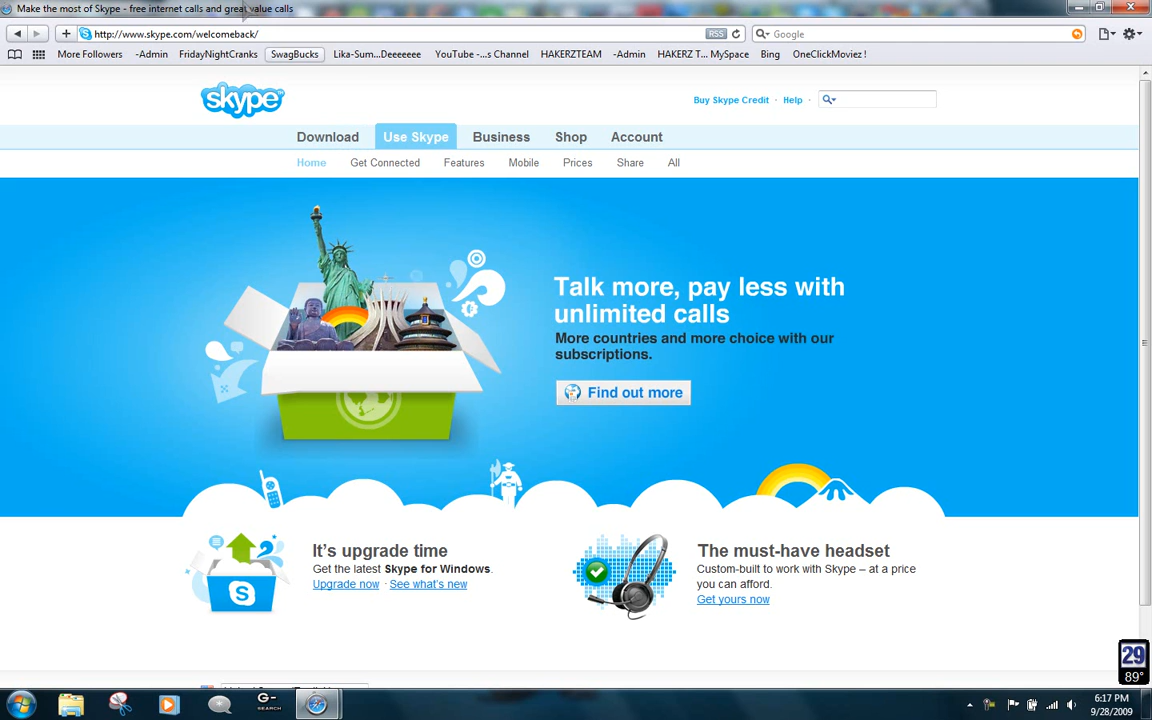 Make the most of Skype - free internet calls and great value calls
http://www.skype.com/welcomeback/
RSS
Google
More Followers
-Admin
FridayNightCranks
SwagBucks
Lika-Sum...Deeeeeee
YouTube -...s Channel
HAKERZTEAM
-Admin
HAKERZ T... MySpace
Bing
OneClickMoviez !
skype
Buy Skype Credit · Help ·
Download Use Skype Business Shop Account
Home Get Connected Features Mobile Prices Share All
Talk more, pay less with
unlimited calls
More countries and more choice with our
subscriptions.
Find out more
It's upgrade time
Get the latest Skype for Windows.
Upgrade now · See what's new
S
The must-have headset
Custom-built to work with Skype – at a price
you can afford.
Get yours now
29
89°
G-
SEARCH
6:17 PM
9/28/2009